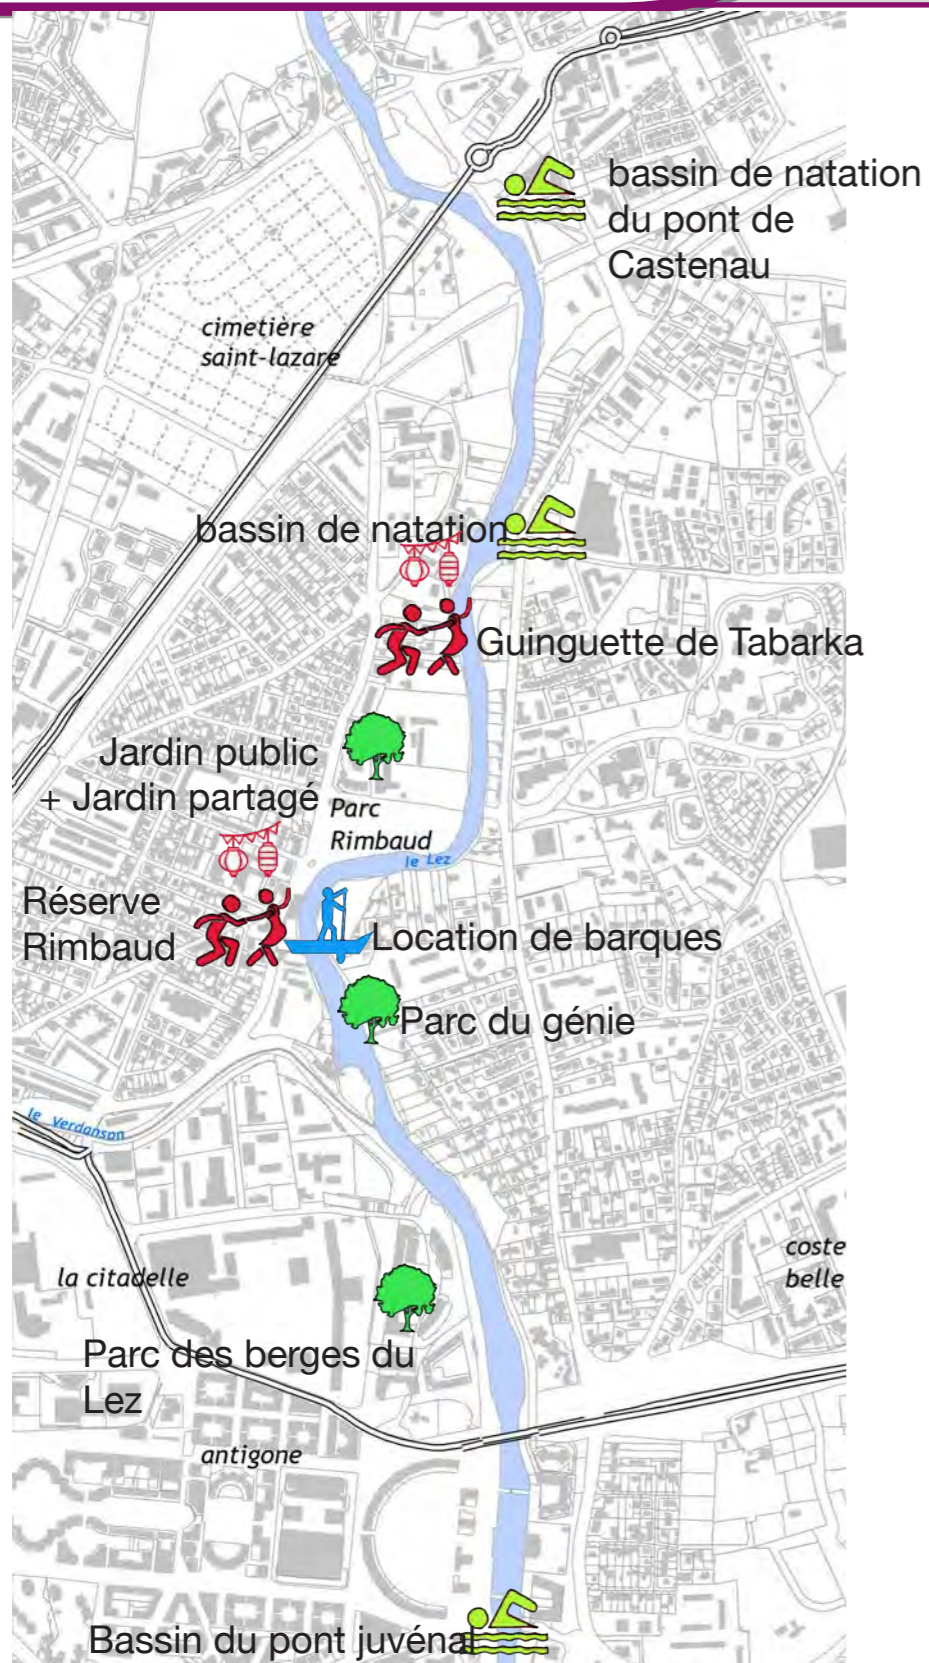 bassin de natation
du pont de
Castenau
cimetière
saint-lazare
bassin de natation
Guinguette de Tabarka
Jardin public
+ Jardin partagé
Parc
Rimbaud
le Lez
Réserve
Rimbaud
Location de barques
Parc du génie
le Verdanson
coste
belle
la citadelle
Parc des berges du
Lez
antigone
Bassin du pont juvénal